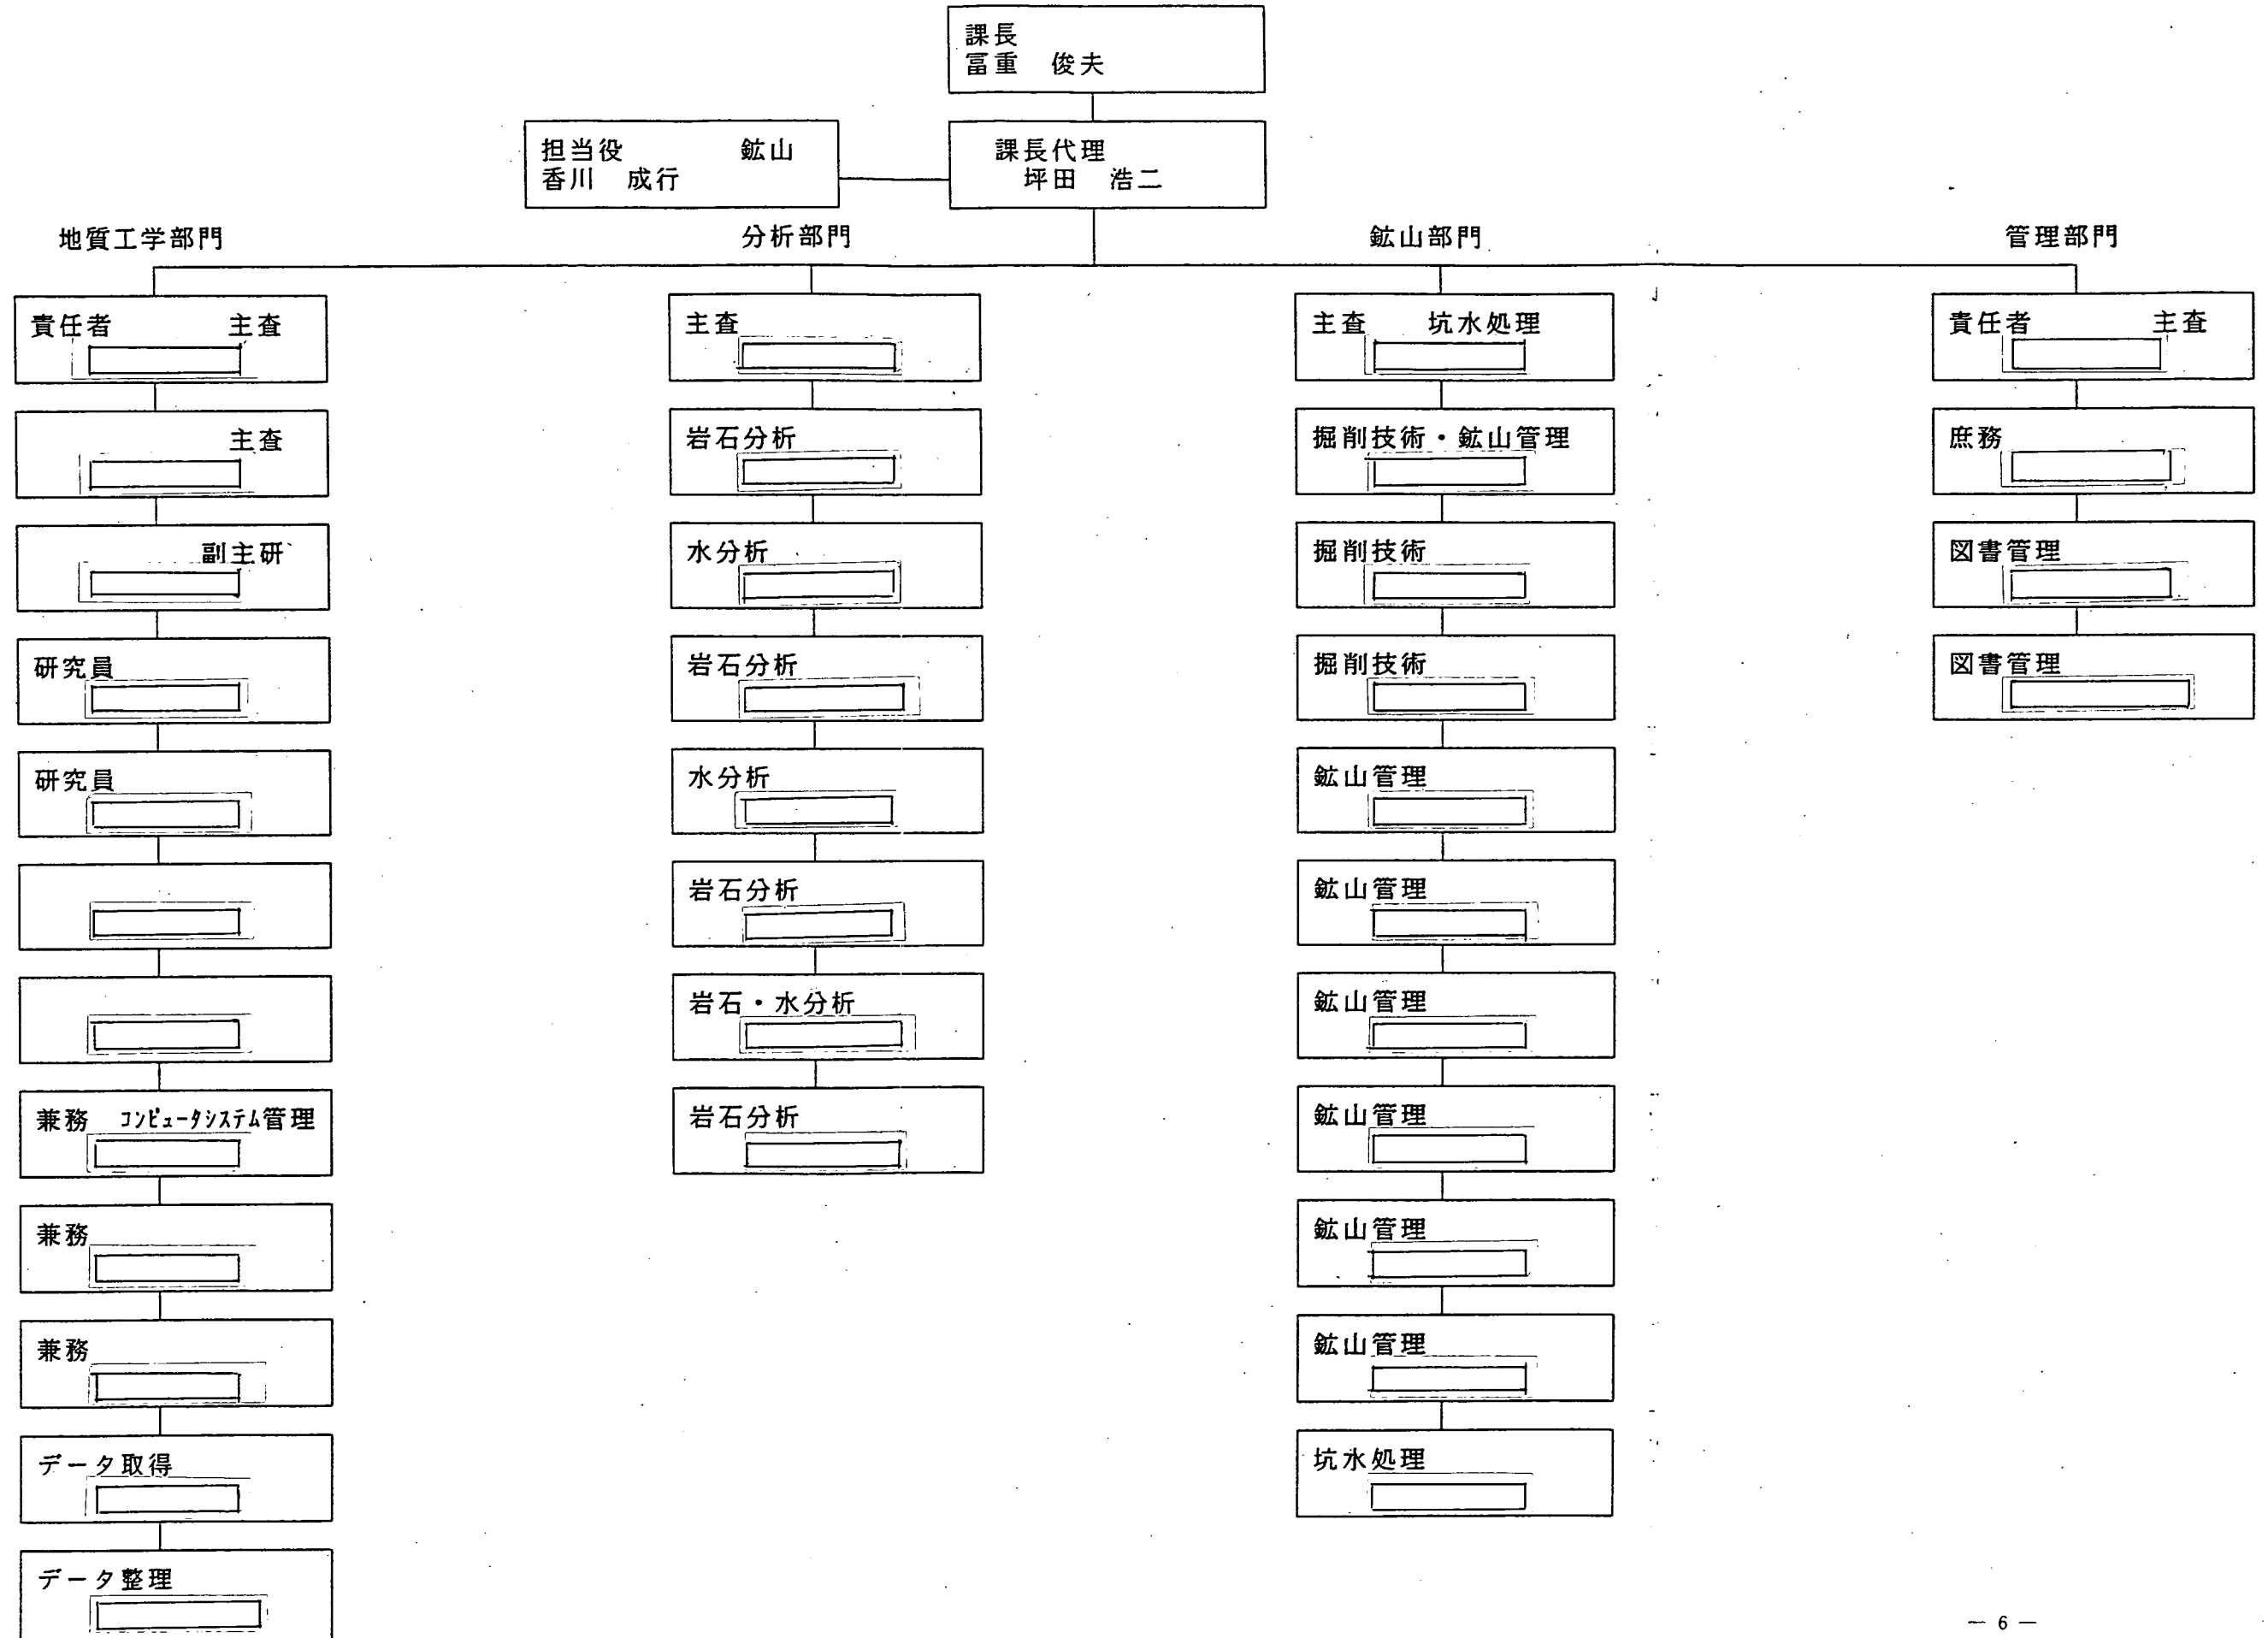 課長
冨重　俊夫
担当役　鉱山
香川　成行
課長代理
坪田　浩二
地質工学部門
分析部門
鉱山部門
管理部門
責任者　主査
主査
副主研
研究員
研究員
兼務　コンピュータシステム管理
兼務
兼務
データ取得
データ整理
主査
岩石分析
水分析
岩石分析
水分析
岩石分析
岩石・水分析
岩石分析
主査　坑水処理
掘削技術・鉱山管理
掘削技術
掘削技術
鉱山管理
鉱山管理
鉱山管理
鉱山管理
鉱山管理
鉱山管理
坑水処理
責任者　主査
庶務
図書管理
図書管理
— 6 —